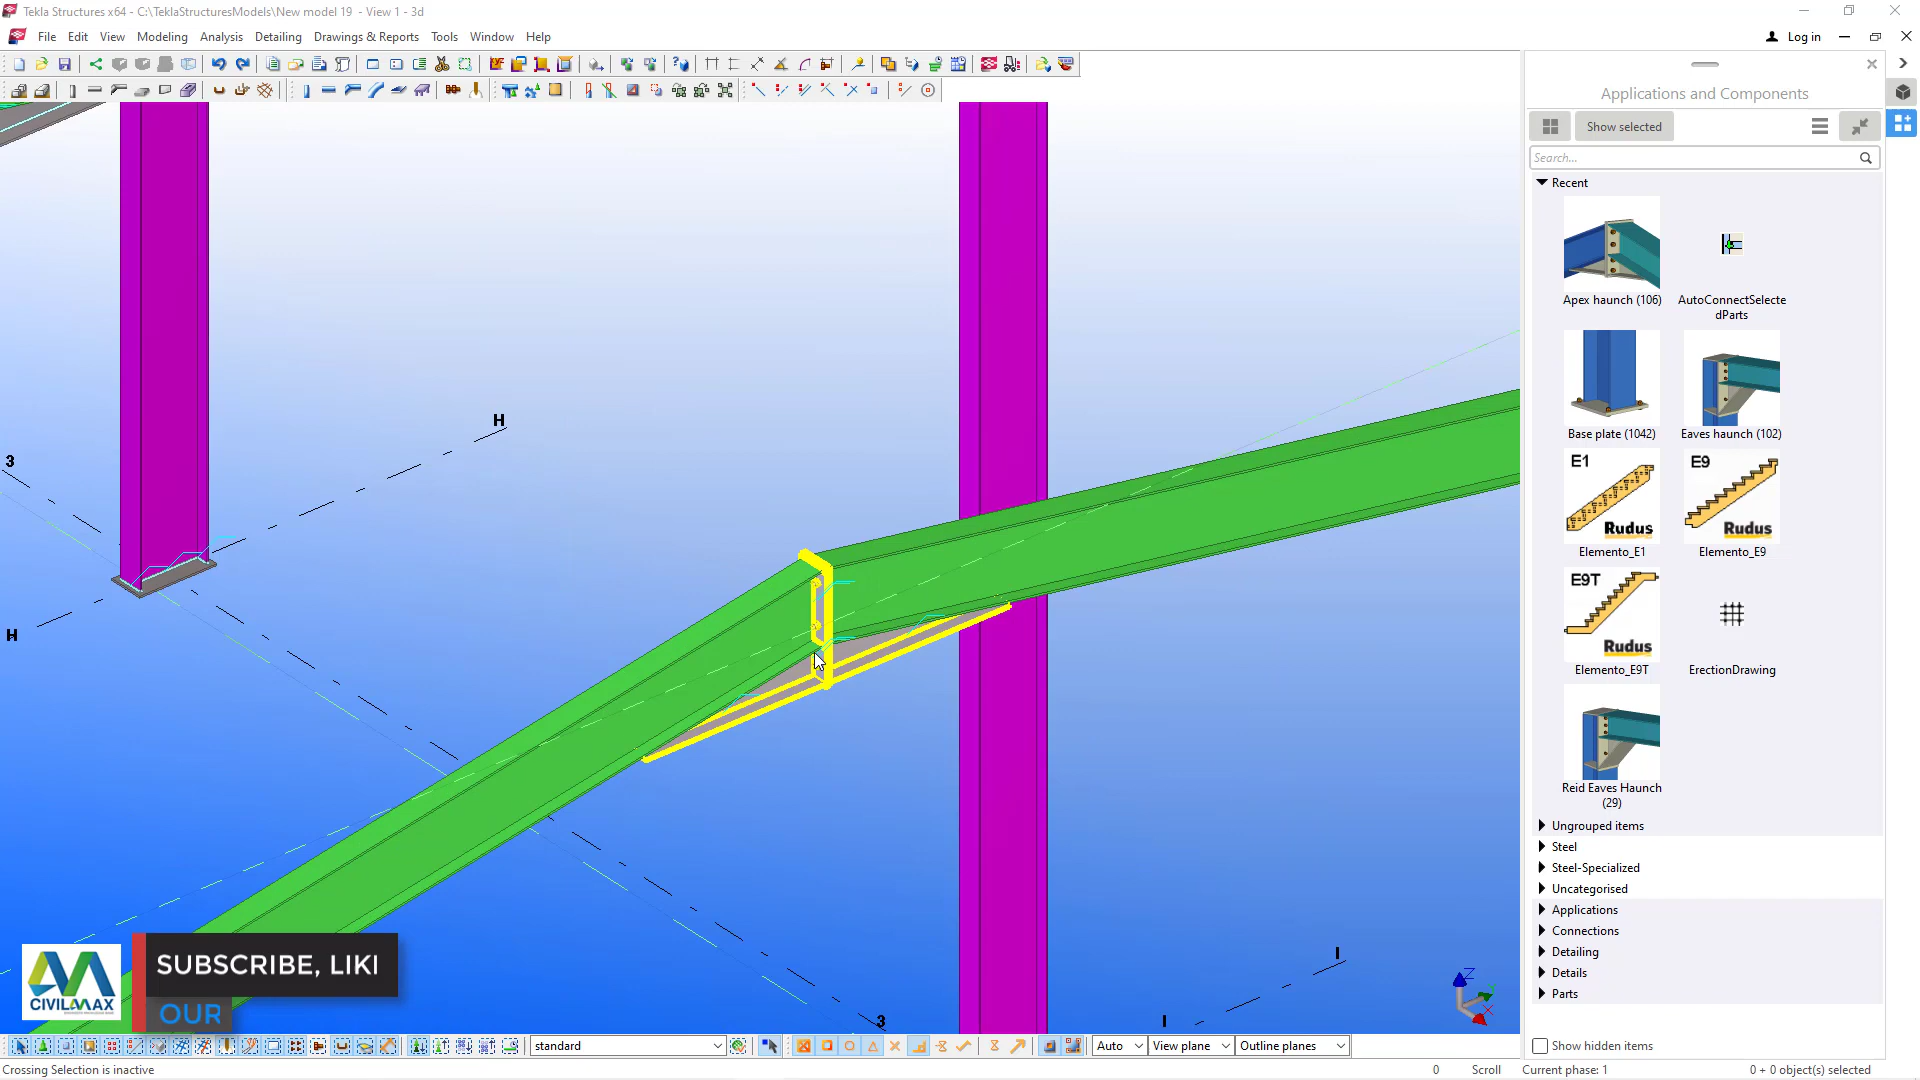 Tekla Structures x64 - C:\TeklaStructuresModels\New model 19 - View 1 - 3d
File Edit View Modeling Analysis Detailing Drawings & Reports Tools Window Help
Log in
Applications and Components
Show selected
Search...
Recent
Apex haunch (106)
AutoConnectSelecte
dParts
Base plate (1042)
Eaves haunch (102)
E1
Rudus
Elemento_E1
E9
Rudus
Elemento_E9
E9T
Rudus
Elemento_E9T
ErectionDrawing
Reid Eaves Haunch
(29)
Ungrouped items
Steel
Steel-Specialized
Uncategorised
Applications
Connections
Detailing
Details
Parts
Show hidden items
H
3
H
I
I
3
Z
Y
X
CIVILMAX
SUBSCRIBE, LIKI
OUR
standard
Auto
View plane
Outline planes
Crossing Selection is inactive
0
Scroll
Current phase: 1
0 + 0 object(s) selected